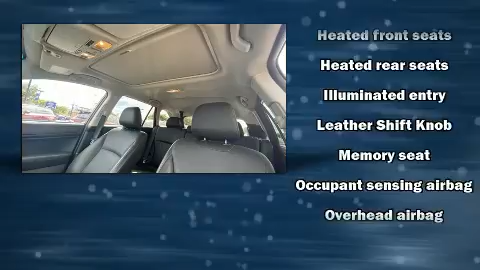 Heated front seats
Heated rear seats
Illuminated entry
Leather Shift Knob
Memory seat
Occupant sensing airbag
Overhead airbag